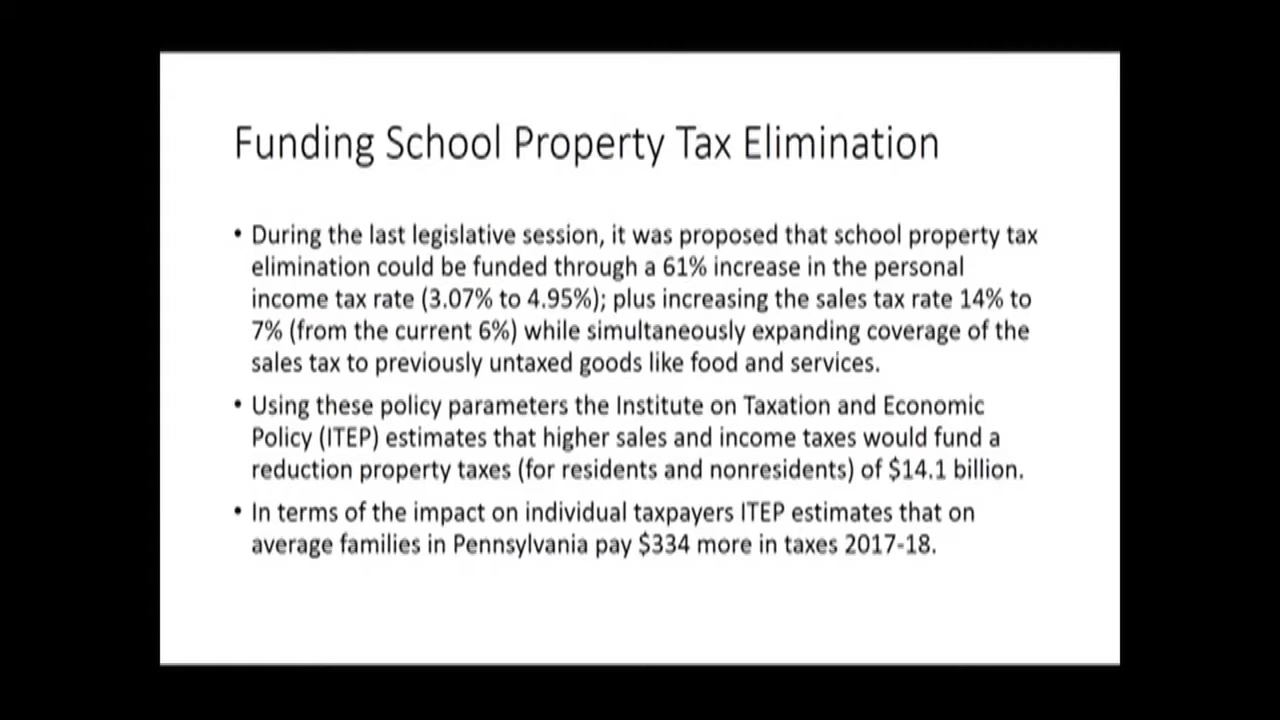 Funding School Property Tax Elimination
• During the last legislative session, it was proposed that school property tax
elimination could be funded through a 61% increase in the personal
income tax rate (3.07% to 4.95%); plus increasing the sales tax rate 14% to
7% (from the current 6%) while simultaneously expanding coverage of the
sales tax to previously untaxed goods like food and services.
• Using these policy parameters the Institute on Taxation and Economic
Policy (ITEP) estimates that higher sales and income taxes would fund a
reduction property taxes (for residents and nonresidents) of $14.1 billion.
• In terms of the impact on individual taxpayers ITEP estimates that on
average families in Pennsylvania pay $334 more in taxes 2017-18.